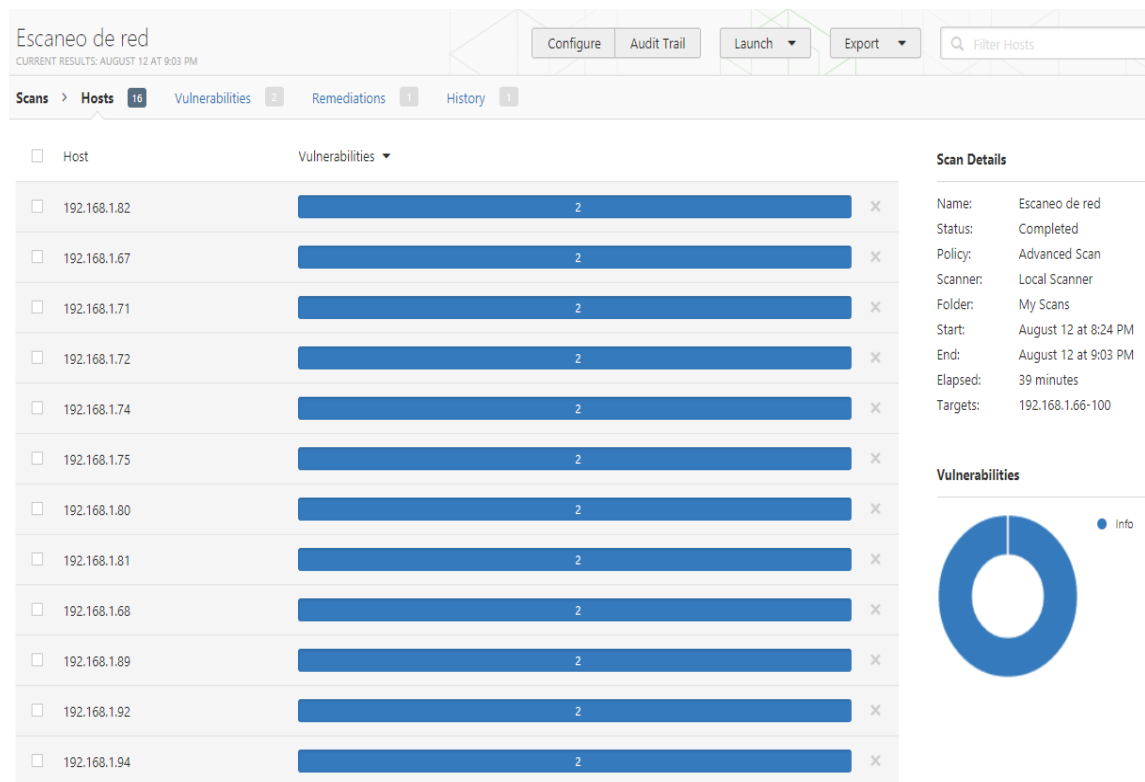 Escaneo de red
CURRENT RESULTS: AUGUST 12 AT 9:03 PM
Configure Audit Trail Launch Export Filter Hosts
Scans > Hosts 16 Vulnerabilities 2 Remediations 1 History 1
Host Vulnerabilities
192.168.1.82 2
192.168.1.67 2
192.168.1.71 2
192.168.1.72 2
192.168.1.74 2
192.168.1.75 2
192.168.1.80 2
192.168.1.81 2
192.168.1.68 2
192.168.1.89 2
192.168.1.92 2
192.168.1.94 2
Scan Details
Name: Escaneo de red
Status: Completed
Policy: Advanced Scan
Scanner: Local Scanner
Folder: My Scans
Start: August 12 at 8:24 PM
End: August 12 at 9:03 PM
Elapsed: 39 minutes
Targets: 192.168.1.66-100
Vulnerabilities
Info